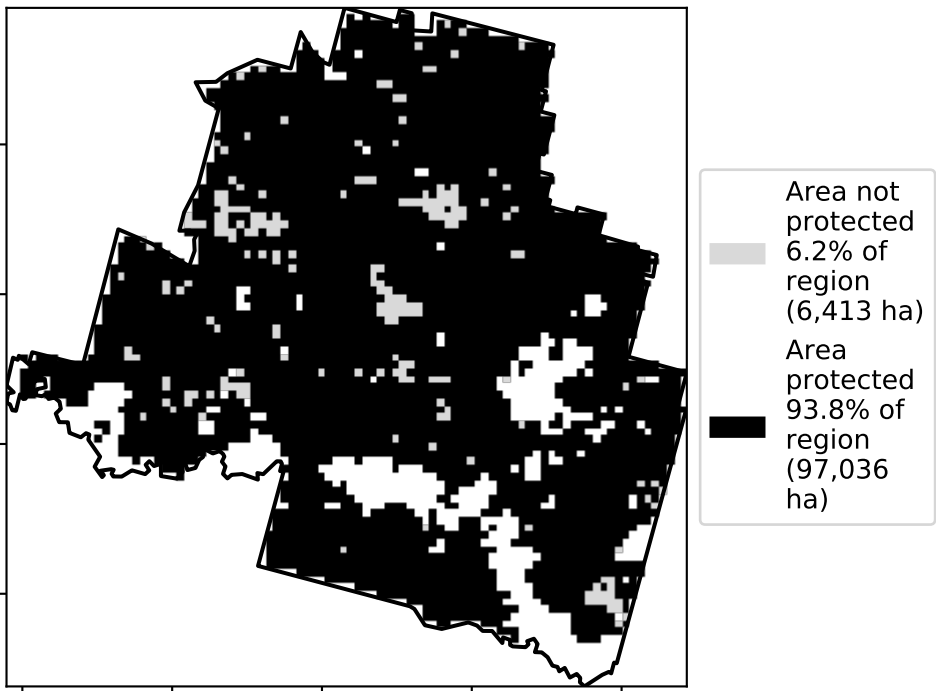 Area not
protected
6.2% of
region
(6,413 ha)
Area
protected
93.8% of
region
(97,036
ha)